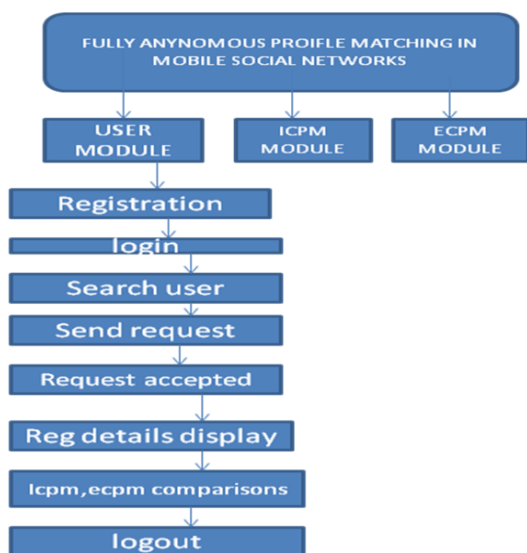 FULLY ANYNOMOUS PROIFLE MATCHING IN
MOBILE SOCIAL NETWORKS
USER
MODULE
ICPM
MODULE
ECPM
MODULE
Registration
login
Search user
Send request
Request accepted
Reg details display
Icpm,ecpm comparisons
logout